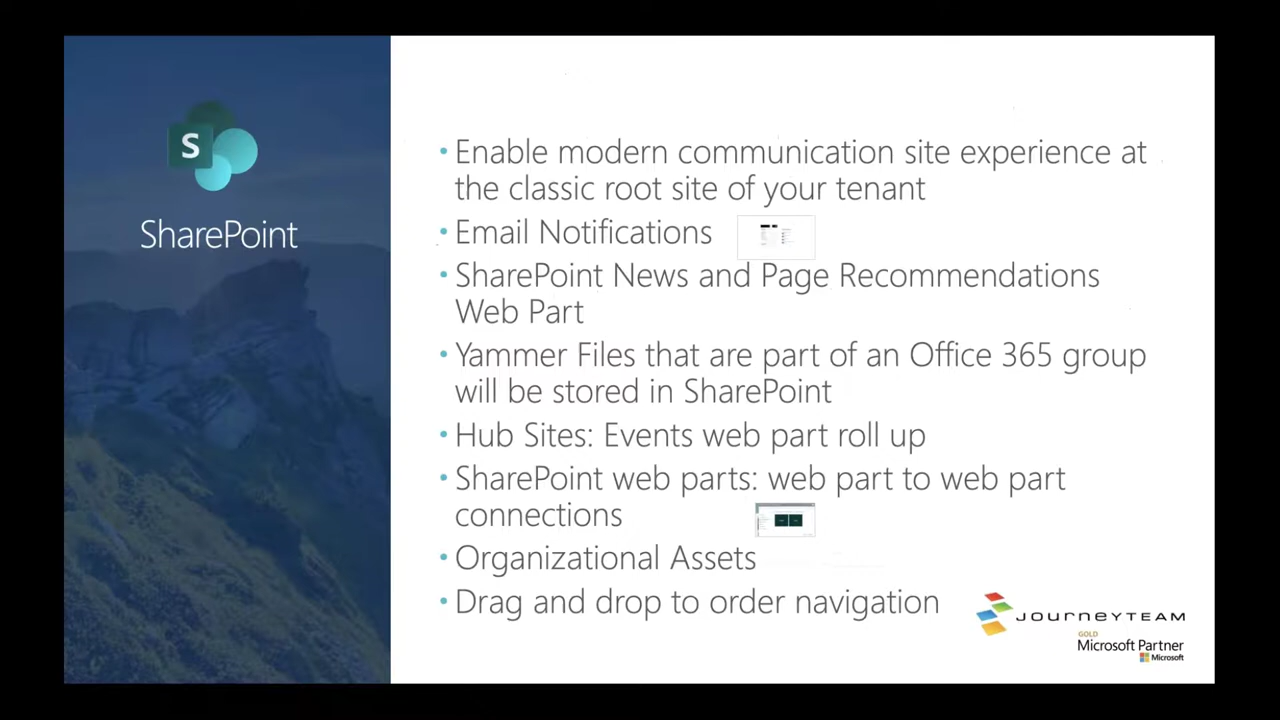 S
SharePoint
• Enable modern communication site experience at
the classic root site of your tenant
• Email Notifications
• SharePoint News and Page Recommendations
Web Part
• Yammer Files that are part of an Office 365 group
will be stored in SharePoint
• Hub Sites: Events web part roll up
• SharePoint web parts: web part to web part
connections
• Organizational Assets
• Drag and drop to order navigation
JOURNEYTEAM
GOLD
Microsoft Partner
Microsoft